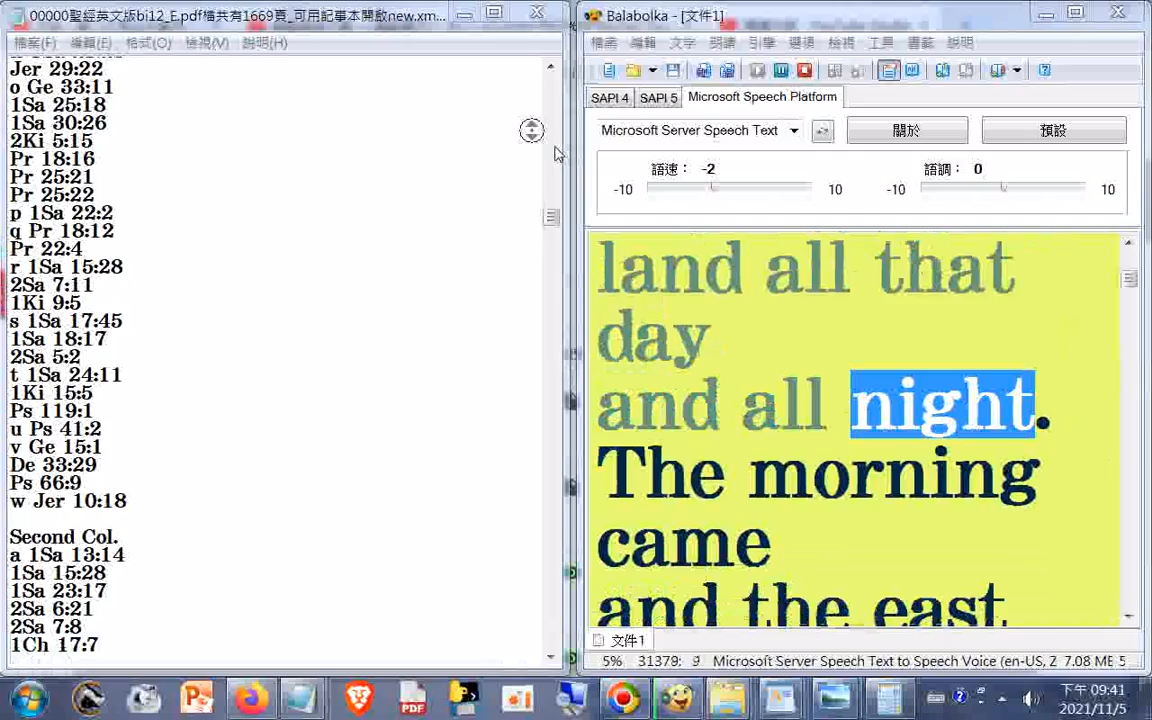 00000聖經英文版bi12_E.pdf檔共有1669頁_可用記事本開啟new.xm...
檔案(F) 編輯(E) 格式(O) 檢視(V) 說明(H)
Jer 29:22
o Ge 33:11
1Sa 25:18
1Sa 30:26
2Ki 5:15
Pr 18:16
Pr 25:21
Pr 25:22
p 1Sa 22:2
q Pr 18:12
Pr 22:4
r 1Sa 15:28
2Sa 7:11
1Ki 9:5
s 1Sa 17:45
1Sa 18:17
2Sa 5:2
t 1Sa 24:11
1Ki 15:5
Ps 119:1
u Ps 41:2
v Ge 15:1
De 33:29
Ps 66:9
w Jer 10:18
Second Col.
a 1Sa 13:14
1Sa 15:28
1Sa 23:17
2Sa 6:21
2Sa 7:8
1Ch 17:7
Balabolka - [文件1]
檔案 編輯 文字 朗讀 引擎 選項 檢視 工具 書籤 說明
SAPI 4 SAPI 5 Microsoft Speech Platform
Microsoft Server Speech Text 關於 預設
語速： -2 語調： 0
-10 10 -10 10
land all that
day
and all night.
The morning
came
and the east
文件1
5% 31379: 9 Microsoft Server Speech Text to Speech Voice (en-US, 2 7.08 MB 5
PDF
下午 09:41
2021/11/5